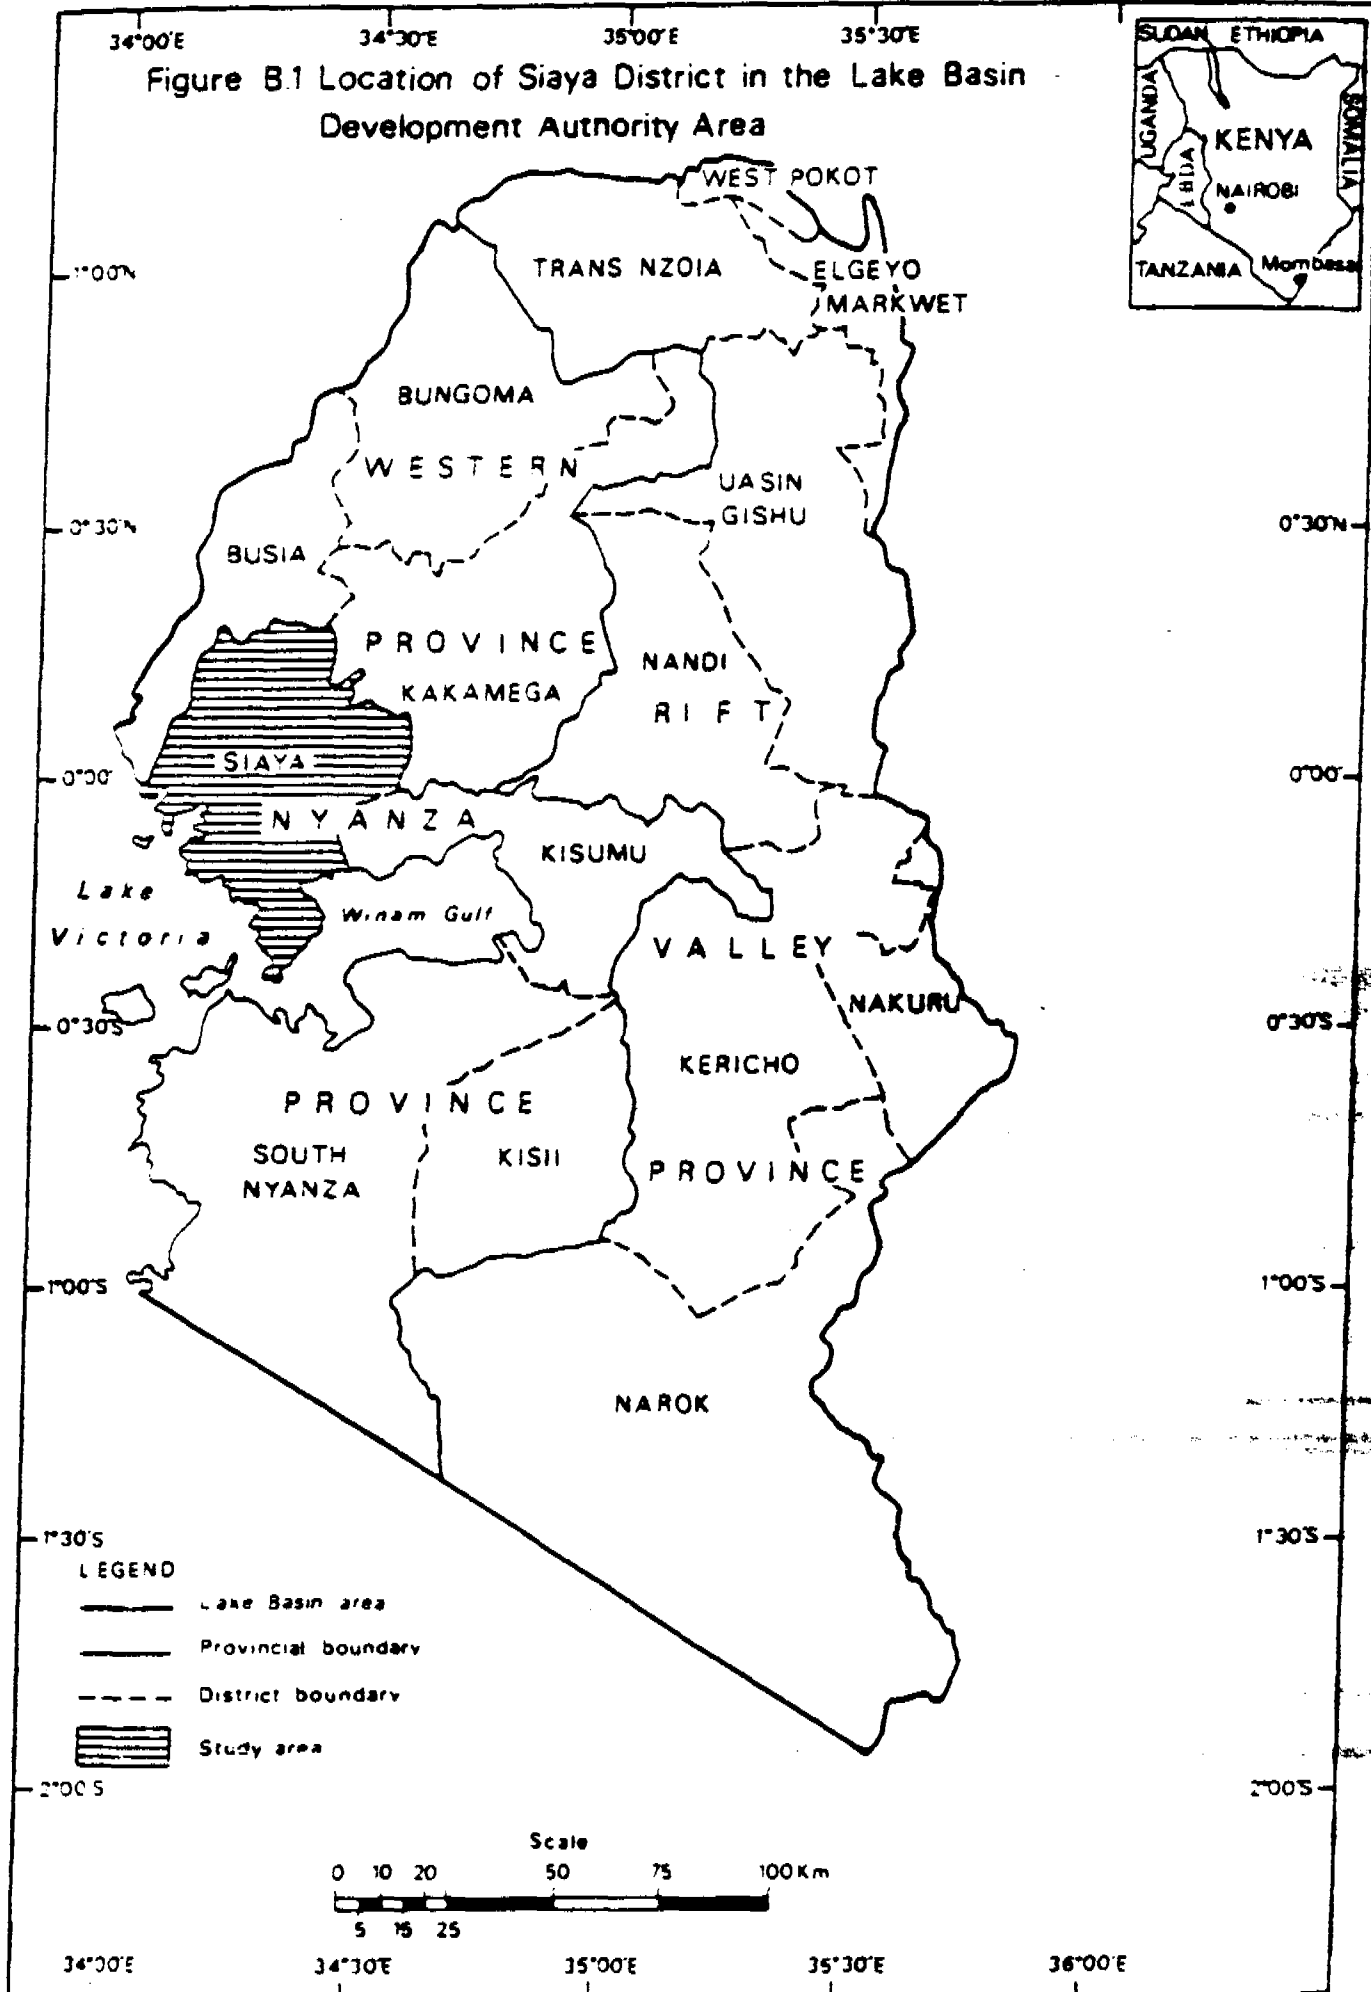 34°00'E 34°30'E 35°00'E 35°30'E
Figure B.1 Location of Siaya District in the Lake Basin
Development Autnority Area
SUDAN ETHIOPIA
UGANDA
KENYA
SOMALIA
LBDA
NAIROBI
TANZANIA Mombasa
WEST POKOT
TRANS NZOIA
ELGEYO
MARKWET
1°00'N
BUNGOMA
WESTERN
UASIN
GISHU
0°30'N 0°30'N
BUSIA
PROVINCE
NANDI
KAKAMEGA
RIFT
SIAYA
0°00' 0°00'
NYANZA
KISUMU
Lake
Victoria
Winam Gulf
VALLEY
NAKURU
0°30'S 0°30'S
KERICHO
PROVINCE
SOUTH
NYANZA
KISII
PROVINCE
1°00'S 1°00'S
NAROK
1°30'S 1°30'S
LEGEND
Lake Basin area
Provincial boundary
District boundary
Study area
2°00'S 2°00'S
Scale
0 10 20 50 75 100Km
5 15 25
34°00'E 34°30'E 35°00'E 35°30'E 36°00'E